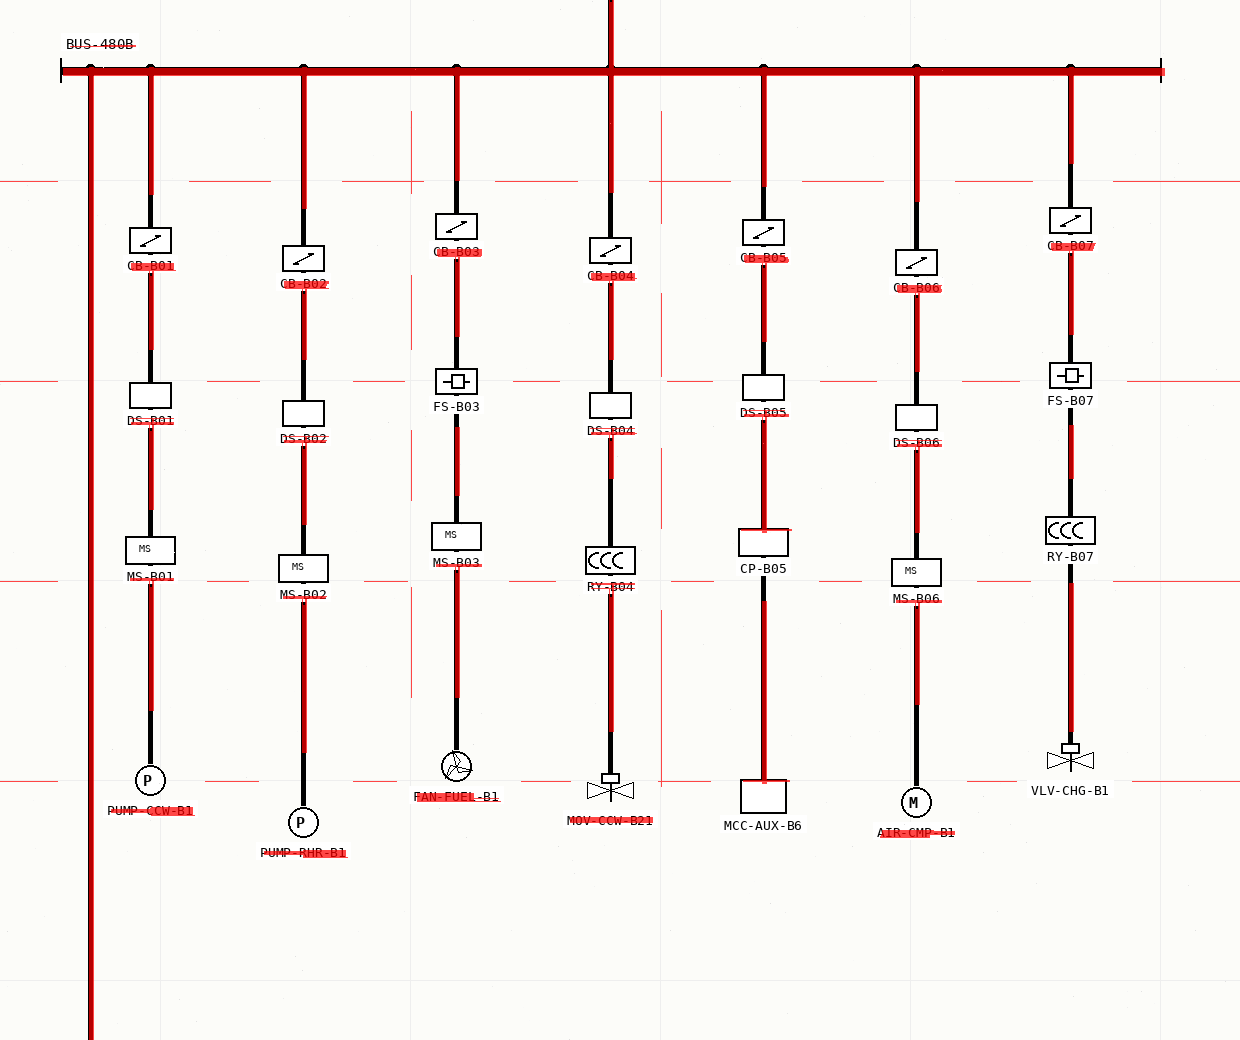 BUS-480B
CB-B01
CB-B02
CB-B03
CB-B04
CB-B05
CB-B06
CB-B07
DS-B01
DS-B02
FS-B03
DS-B04
DS-B05
DS-B06
FS-B07
MS
MS-B01
MS
MS-B02
MS
MS-B03
RY-B04
CP-B05
MS
MS-B06
RY-B07
P
PUMP-CCW-B1
P
PUMP-RHR-B1
FAN-FUEL-B1
MOV-CCW-B21
MCC-AUX-B6
M
AIR-CMP-B1
VLV-CHG-B1